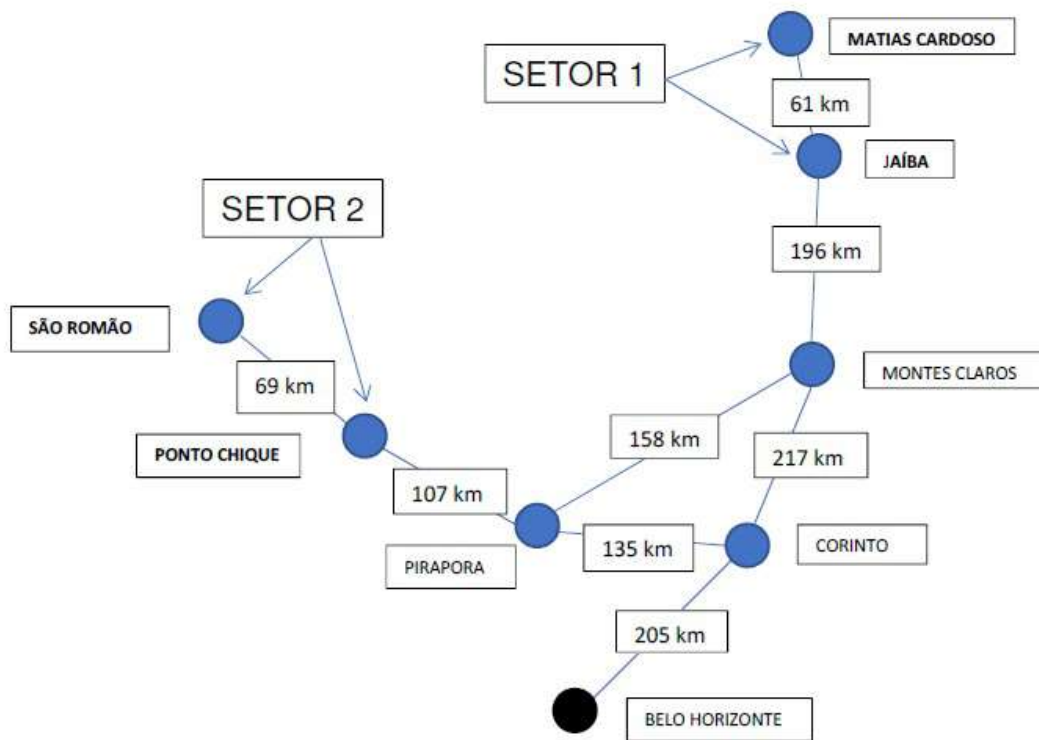 MATIAS CARDOSO
SETOR 1
61 km
JAÍBA
SETOR 2
196 km
SÃO ROMÃO
69 km
MONTES CLAROS
158 km
PONTO CHIQUE
217 km
107 km
135 km
CORINTO
PIRAPORA
205 km
BELO HORIZONTE